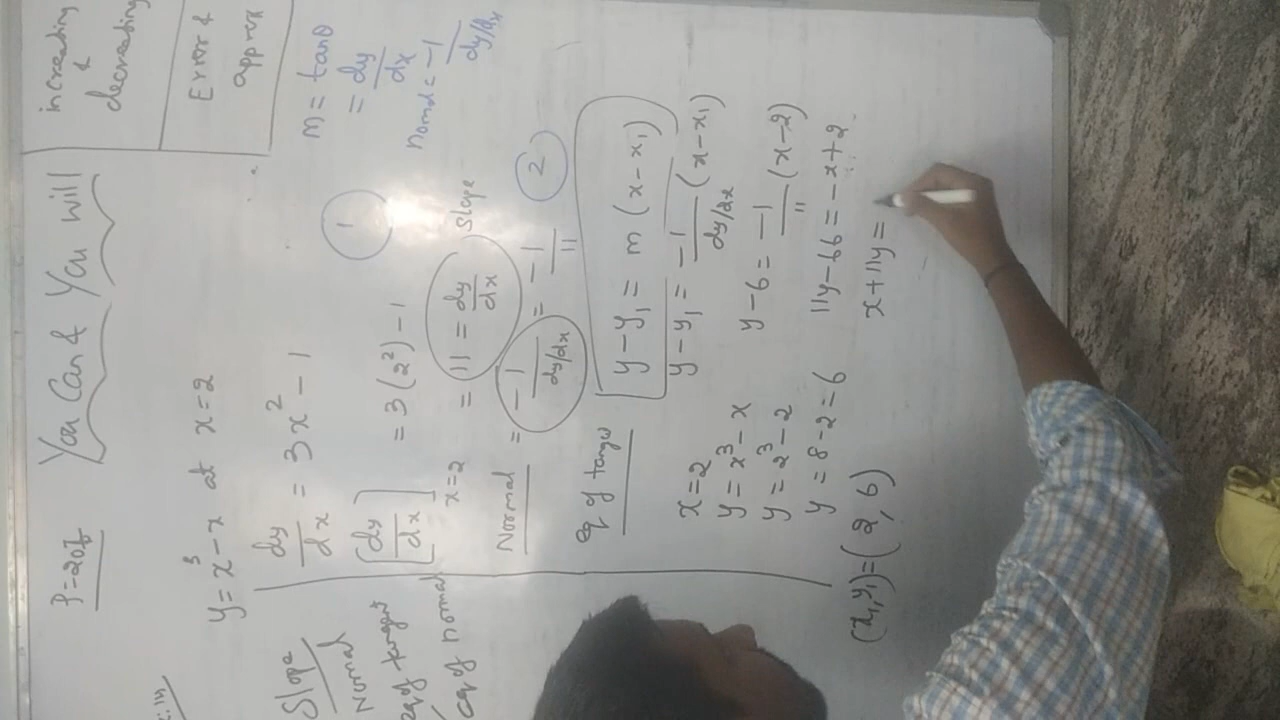 P=207
You Can & You will
increasing
&
decreasing
Error &
approx
y = x³ - x at x = 2
Slope
Normal
eq of tangent
eq of normal
dy/dx = 3x² - 1
[dy/dx] x=2 = 3(2²) - 1
= 11 = dy/dx slope
Normal = -1/(dy/dx) = -1/11
1
m = tanθ
= dy/dx
Nomal = -1/(dy/dx)
2
eq of tange
y - y₁ = m (x - x₁)
y - y₁ = -1/(dy/dx) (x - x₁)
x = 2
y = x³ - x
y = 2³ - 2
y = 8 - 2 = 6
(x₁, y₁) = (2, 6)
y - 6 = -1/11 (x - 2)
11y - 66 = -x + 2
x + 11y =